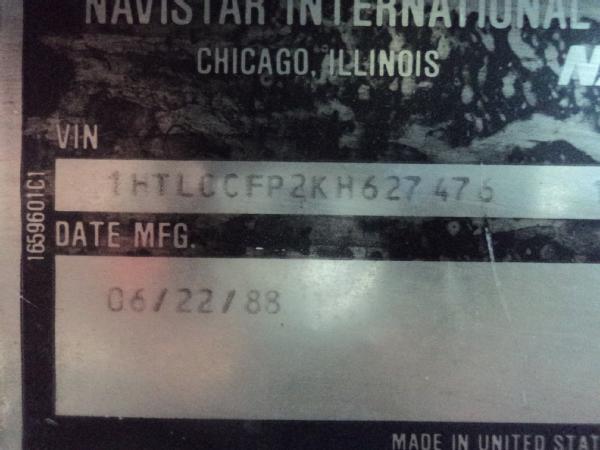 NAVISTAR INTERNATIONAL
CHICAGO, ILLINOIS
VIN
1HTLCCFP2KH627476
1659601C1
DATE MFG.
06/22/88
MADE IN UNITED STAT